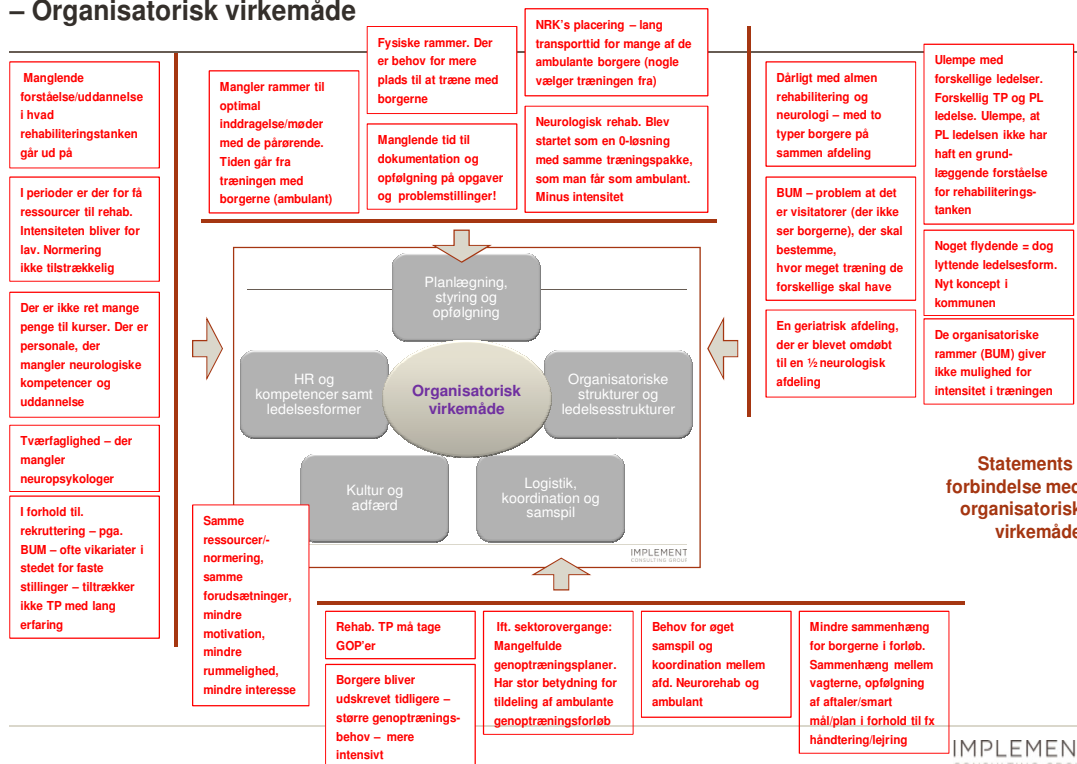 – Organisatorisk virkemåde
Manglende
forståelse/uddannelse
i hvad
rehabiliteringstanken
går ud på
I perioder er der for få
ressourcer til rehab.
Intensiteten bliver for
lav. Normering
ikke tilstrækkelig
Der er ikke ret mange
penge til kurser. Der er
personale, der
mangler neurologiske
kompetencer og
uddannelse
Tværfaglighed – der
mangler
neuropsykologer
I forhold til.
rekruttering – pga.
BUM – ofte vikariater i
stedet for faste
stillinger – tiltrækker
ikke TP med lang
erfaring
Mangler rammer til
optimal
inddragelse/møder
med de pårørende.
Tiden går fra
træningen med
borgerne (ambulant)
Fysiske rammer. Der
er behov for mere
plads til at træne med
borgerne
Manglende tid til
dokumentation og
opfølgning på opgaver
og problemstillinger!
NRK's placering – lang
transporttid for mange af de
ambulante borgere (nogle
vælger træningen fra)
Neurologisk rehab. Blev
startet som en 0-løsning
med samme træningspakke,
som man får som ambulant.
Minus intensitet
Dårligt med almen
rehabilitering og
neurologi – med to
typer borgere på
sammen afdeling
BUM – problem at det
er visitatorer (der ikke
ser borgerne), der skal
bestemme,
hvor meget træning de
forskellige skal have
En geriatrisk afdeling,
der er blevet omdøbt
til en ½ neurologisk
afdeling
Ulempe med
forskellige ledelser.
Forskellig TP og PL
ledelse. Ulempe, at
PL ledelsen ikke har
haft en grund-
læggende forståelse
for rehabiliterings-
tanken
Noget flydende = dog
lyttende ledelsesform.
Nyt koncept i
kommunen
De organisatoriske
rammer (BUM) giver
ikke mulighed for
intensitet i træningen
Planlægning,
styring og
opfølgning
HR og
kompetencer samt
ledelsesformer
Organisatorisk
virkemåde
Organisatoriske
strukturer og
ledelsesstrukturer
Kultur og
adfærd
Logistik,
koordination og
samspil
IMPLEMENT
CONSULTING GROUP
Statements
forbindelse med
organisatorisk
virkemåde
Samme
ressourcer/-
normering,
samme
forudsætninger,
mindre
motivation,
mindre
rummelighed,
mindre interesse
Rehab. TP må tage
GOP'er
Borgere bliver
udskrevet tidligere –
større genoptrænings-
behov – mere
intensivt
Ift. sektorovergange:
Mangelfulde
genoptræningsplaner.
Har stor betydning for
tildeling af ambulante
genoptræningsforløb
Behov for øget
samspil og
koordination mellem
afd. Neurorehab og
ambulant
Mindre sammenhæng
for borgerne i forløb.
Sammenhæng mellem
vagterne, opfølgning
af aftaler/smart
mål/plan i forhold til fx
håndtering/lejring
IMPLEMEN